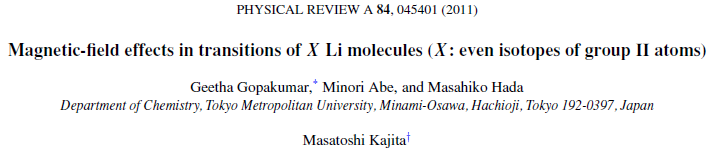 PHYSICAL REVIEW A 84, 045401 (2011)
Magnetic-field effects in transitions of X Li molecules (X: even isotopes of group II atoms)
Geetha Gopakumar,* Minori Abe, and Masahiko Hada
Department of Chemistry, Tokyo Metropolitan University, Minami-Osawa, Hachioji, Tokyo 192-0397, Japan
Masatoshi Kajita†